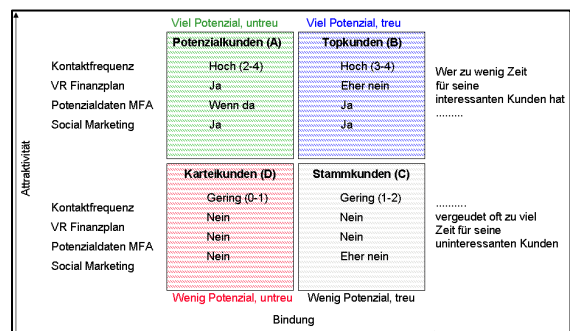 Viel Potenzial, untreu Viel Potenzial, treu
Potenzialkunden (A) Topkunden (B)
Kontaktfrequenz Hoch (2-4) Hoch (3-4) Wer zu wenig Zeit
VR Finanzplan Ja Eher nein für seine
interessanten Kunden hat
Potenzialdaten MFA Wenn da Ja
.........
Social Marketing Ja Ja
Attraktivität
Karteikunden (D) Stammkunden (C)
Kontaktfrequenz Gering (0-1) Gering (1-2) ..........
VR Finanzplan Nein Nein vergeudet oft zu viel
Potenzialdaten MFA Nein Nein Zeit für seine
uninteressanten Kunden
Social Marketing Nein Eher nein
Wenig Potenzial, untreu Wenig Potenzial, treu
Bindung